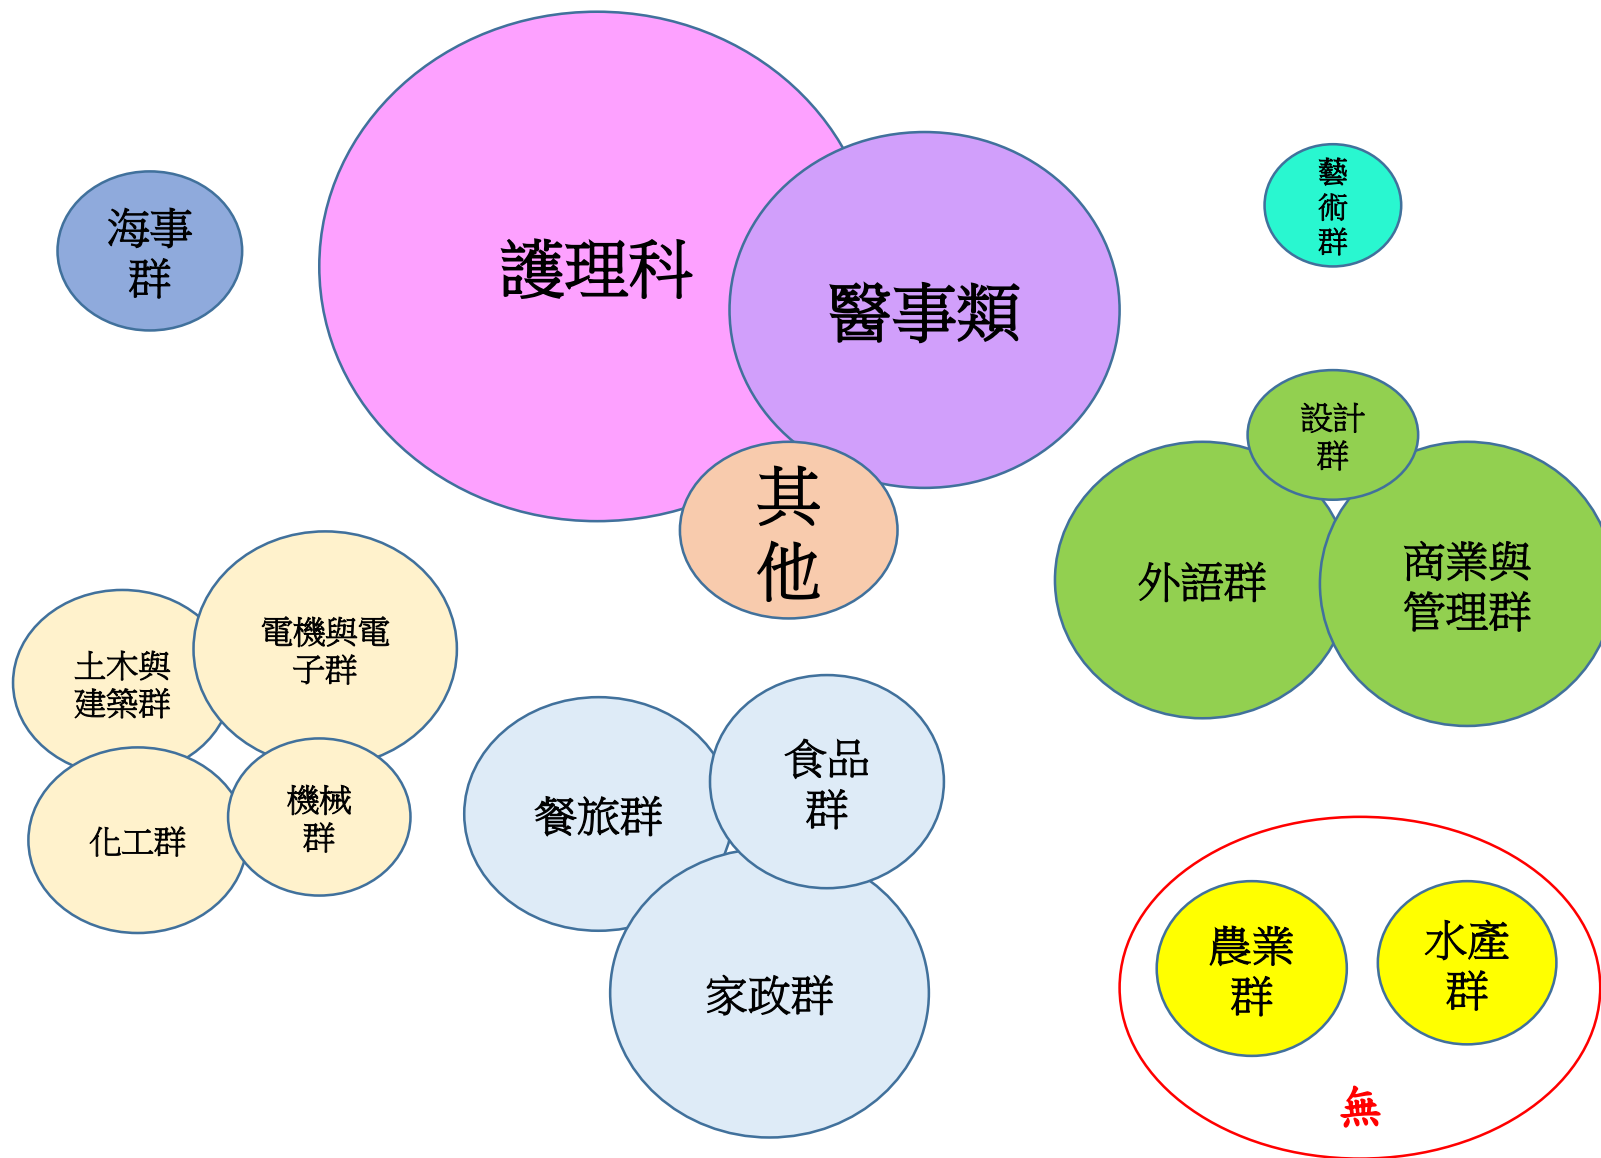 海事
群
護理科
醫事類
藝
術
群
其
他
設計
群
外語群
商業與
管理群
土木與
建築群
電機與電
子群
化工群
機械
群
餐旅群
食品
群
家政群
農業
群
水產
群
無